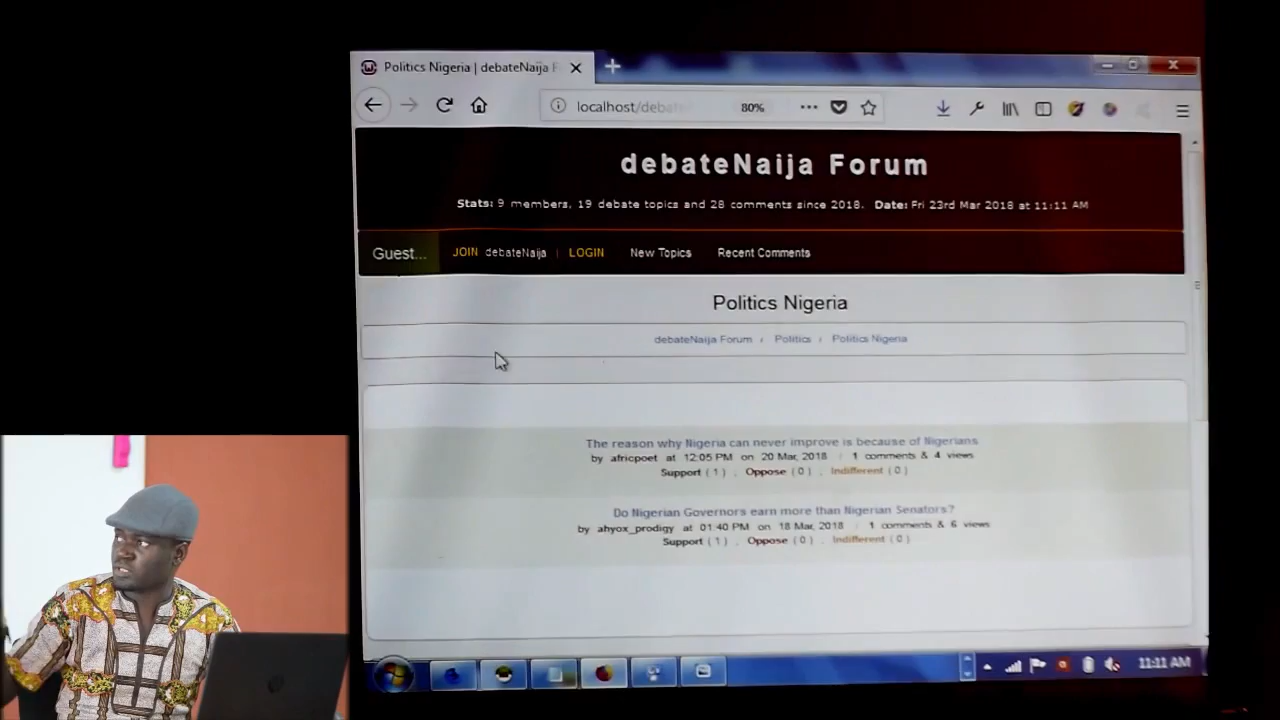 Politics Nigeria | debateNaija F
localhost/debateNa
80%
debateNaija Forum
Stats: 9 members, 19 debate topics and 28 comments since 2018. Date: Fri 23rd Mar 2018 at 11:11 AM
Guest... JOIN debateNaija | LOGIN New Topics Recent Comments
Politics Nigeria
debateNaija Forum / Politics / Politics Nigeria
The reason why Nigeria can never improve is because of Nigerians
by africpoet at 12:05 PM on 20 Mar, 2018 / 1 comments & 4 views
Support ( 1 ) . Oppose ( 0 ) . Indifferent ( 0 )
Do Nigerian Governors earn more than Nigerian Senators?
by ahyox_prodigy at 01:40 PM on 18 Mar, 2018 / 1 comments & 6 views
Support ( 1 ) . Oppose ( 0 ) . Indifferent ( 0 )
11:11 AM